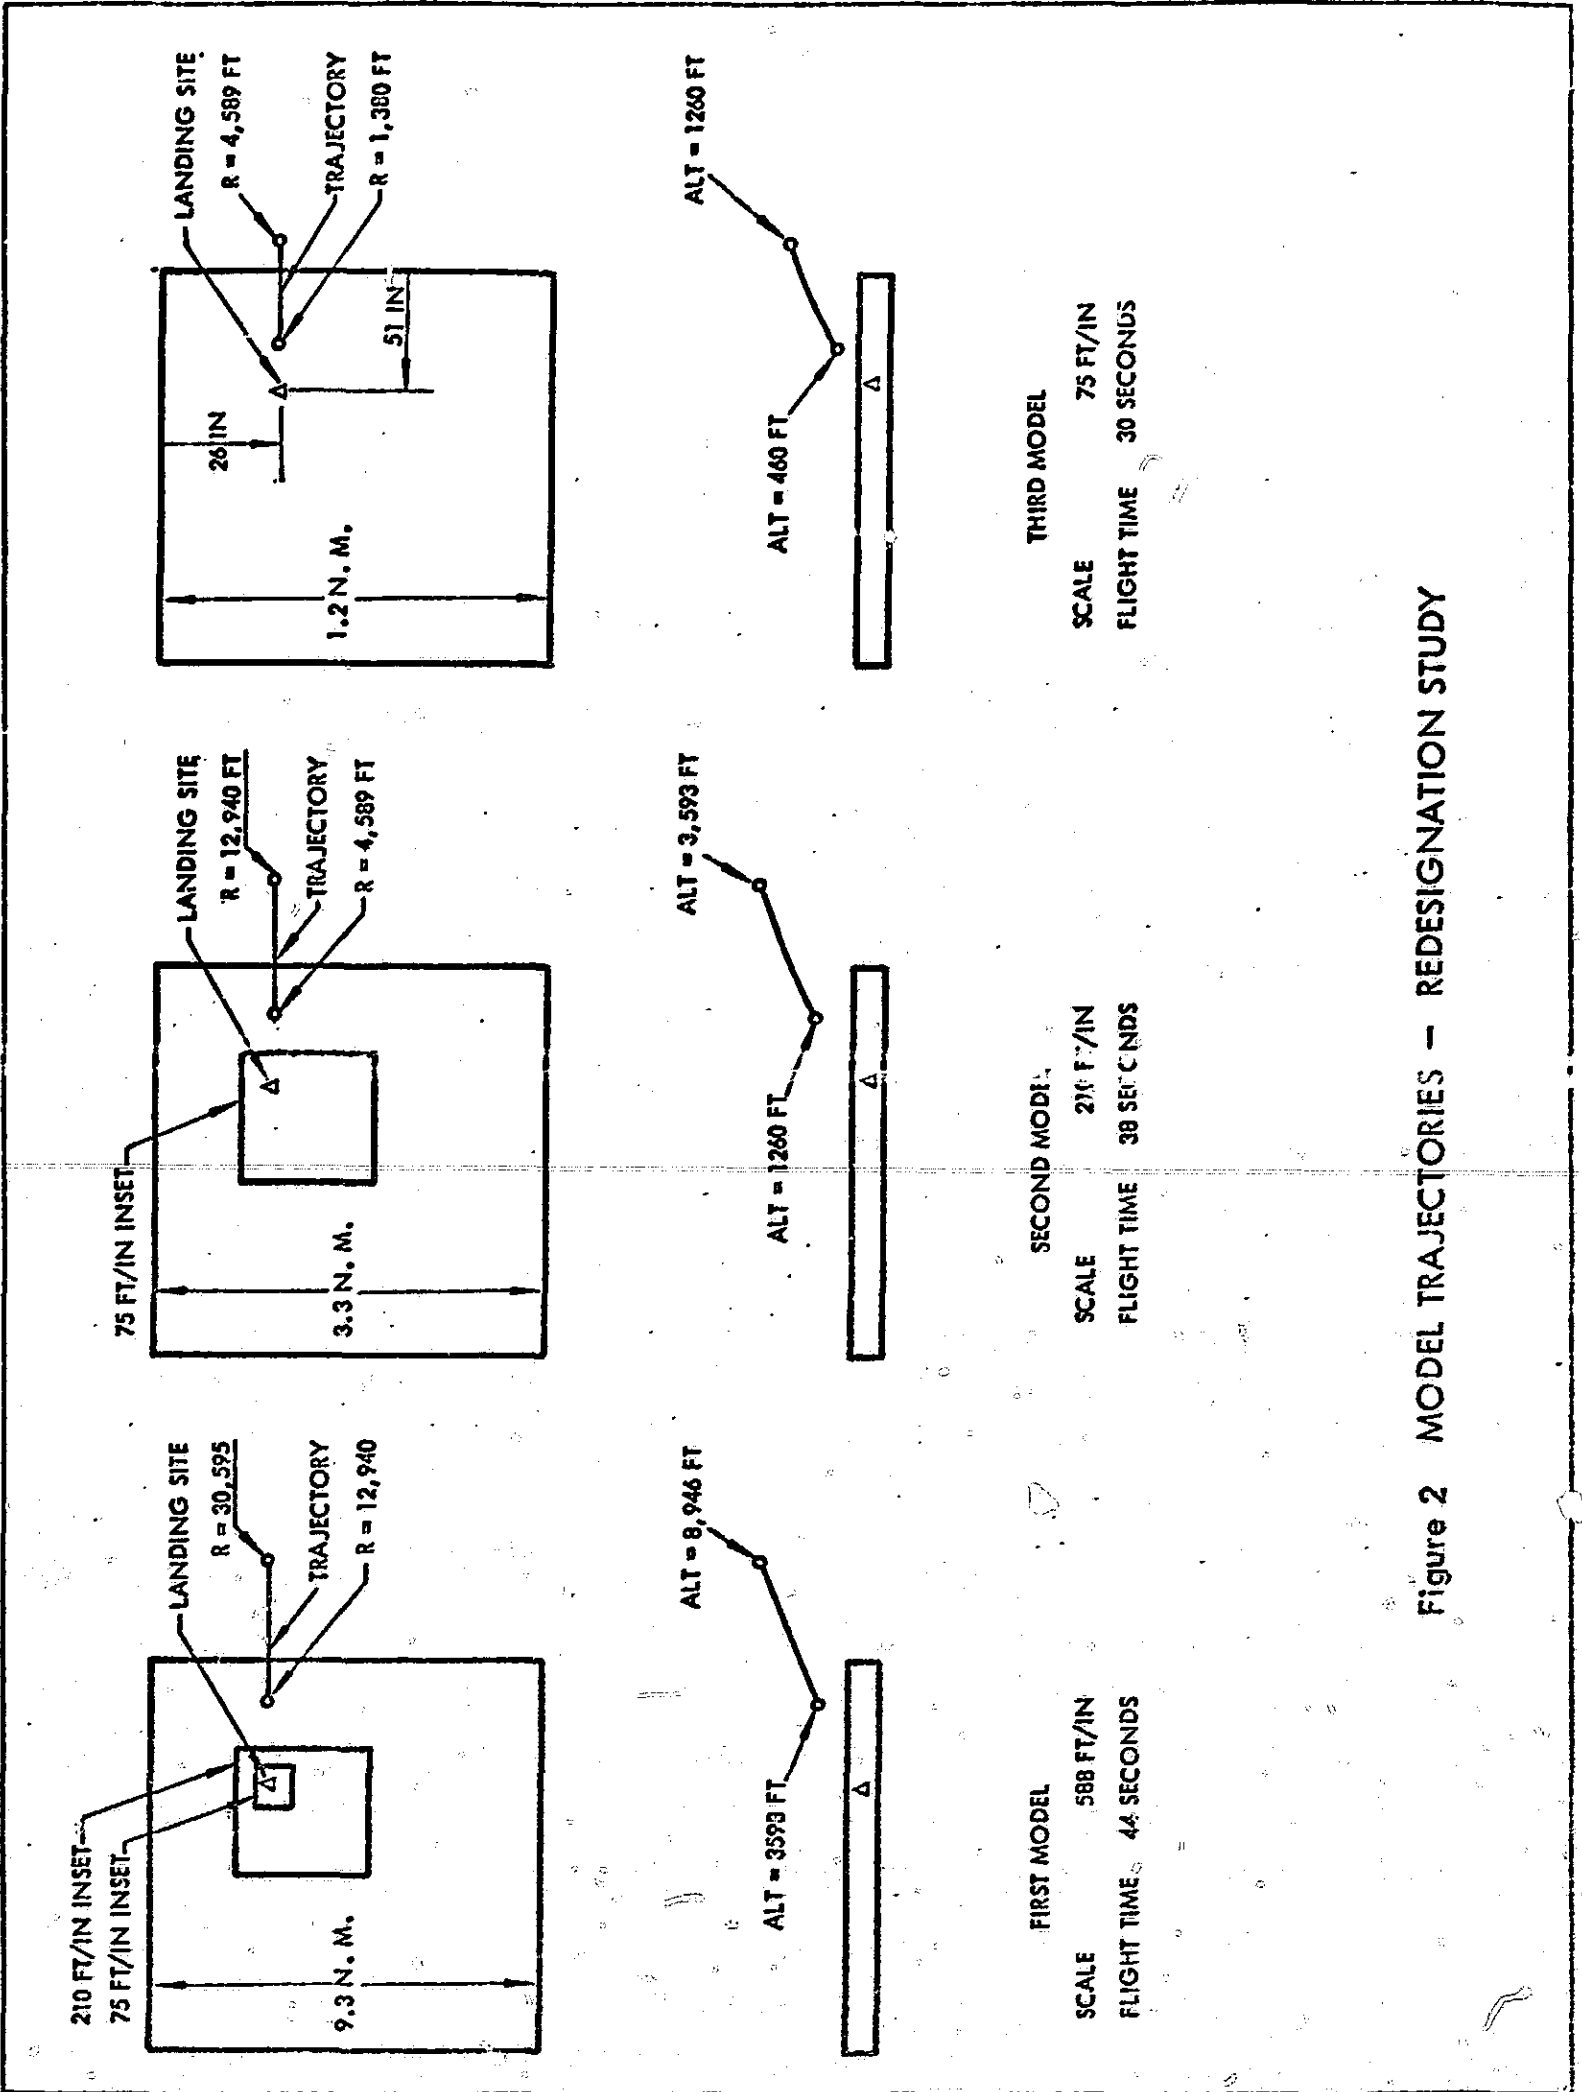 210 FT/IN INSET
75 FT/IN INSET
LANDING SITE
R = 30,595
TRAJECTORY
R = 12,940
9.3 N. M.
ALT = 8,946 FT
ALT = 3593 FT
FIRST MODEL
SCALE 588 FT/IN
FLIGHT TIME 44 SECONDS
75 FT/IN INSET
LANDING SITE
R = 12,940 FT
TRAJECTORY
R = 4,589 FT
3.3 N. M.
ALT = 3,593 FT
ALT = 1260 FT
SECOND MODEL
SCALE 210 FT/IN
FLIGHT TIME 38 SECONDS
LANDING SITE
R = 4,589 FT
TRAJECTORY
R = 1,380 FT
26 IN
51 IN
1.2 N. M.
ALT = 1260 FT
ALT = 460 FT
THIRD MODEL
SCALE 75 FT/IN
FLIGHT TIME 30 SECONDS
Figure 2 MODEL TRAJECTORIES — REDESIGNATION STUDY